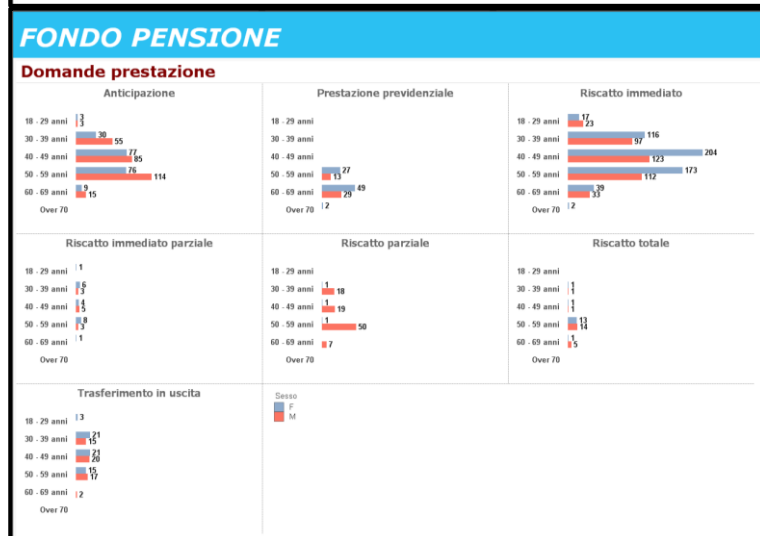 FONDO PENSIONE
Domande prestazione
Anticipazione
18 - 29 anni 3 3
30 - 39 anni 30 55
40 - 49 anni 77 85
50 - 59 anni 76 114
60 - 69 anni 9 15
Over 70
Prestazione previdenziale
18 - 29 anni
30 - 39 anni
40 - 49 anni
50 - 59 anni 27 13
60 - 69 anni 49 29
Over 70 2
Riscatto immediato
18 - 29 anni 17 23
30 - 39 anni 116 97
40 - 49 anni 204 123
50 - 59 anni 173 112
60 - 69 anni 39 33
Over 70 2
Riscatto immediato parziale
18 - 29 anni 1
30 - 39 anni 6 3
40 - 49 anni 4 5
50 - 59 anni 8 3
60 - 69 anni 1
Over 70
Riscatto parziale
18 - 29 anni
30 - 39 anni 1 18
40 - 49 anni 1 19
50 - 59 anni 1 50
60 - 69 anni 7
Over 70
Riscatto totale
18 - 29 anni
30 - 39 anni 1 1
40 - 49 anni 1 1
50 - 59 anni 13 14
60 - 69 anni 1 5
Over 70
Trasferimento in uscita
18 - 29 anni 3
30 - 39 anni 21 15
40 - 49 anni 21 20
50 - 59 anni 15 17
60 - 69 anni 2
Over 70
Sesso
F
M